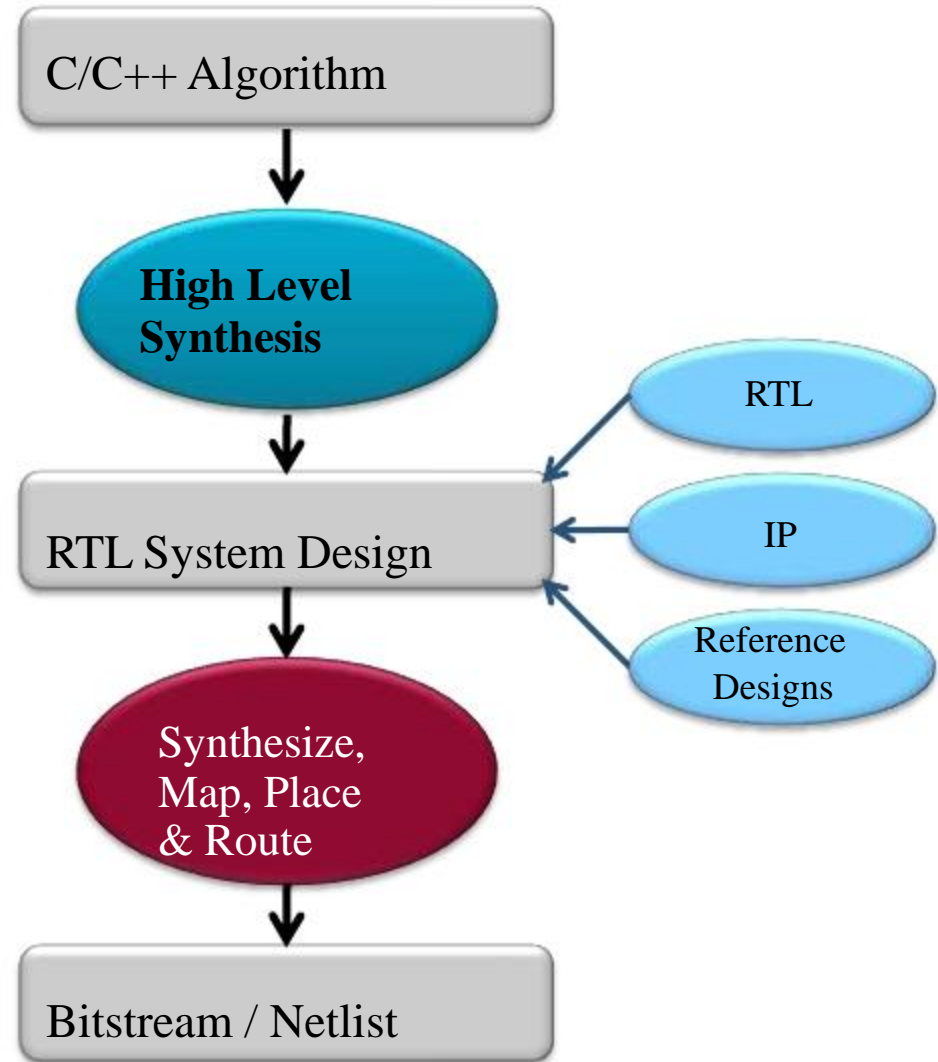 C/C++ Algorithm
High Level
Synthesis
RTL
RTL System Design
IP
Reference
Designs
Synthesize,
Map, Place
& Route
Bitstream / Netlist